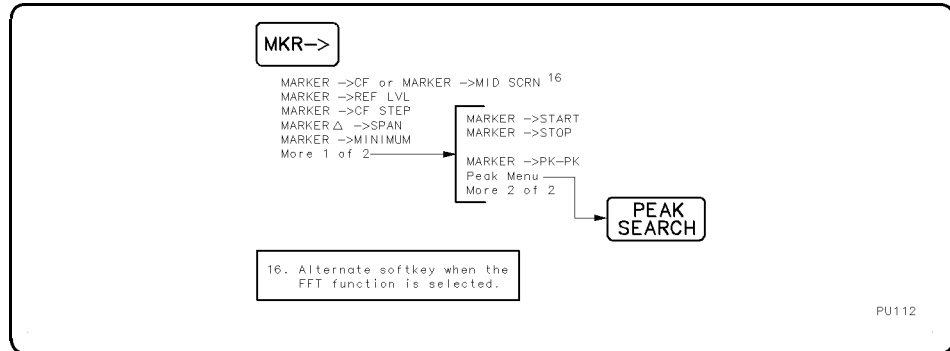 MKR->
MARKER ->CF or MARKER ->MID SCRN 16
MARKER ->REF LVL
MARKER ->CF STEP
MARKER△ ->SPAN
MARKER ->MINIMUM
More 1 of 2
MARKER ->START
MARKER ->STOP
MARKER ->PK-PK
Peak Menu
More 2 of 2
PEAK
SEARCH
16. Alternate softkey when the
FFT function is selected.
PU112